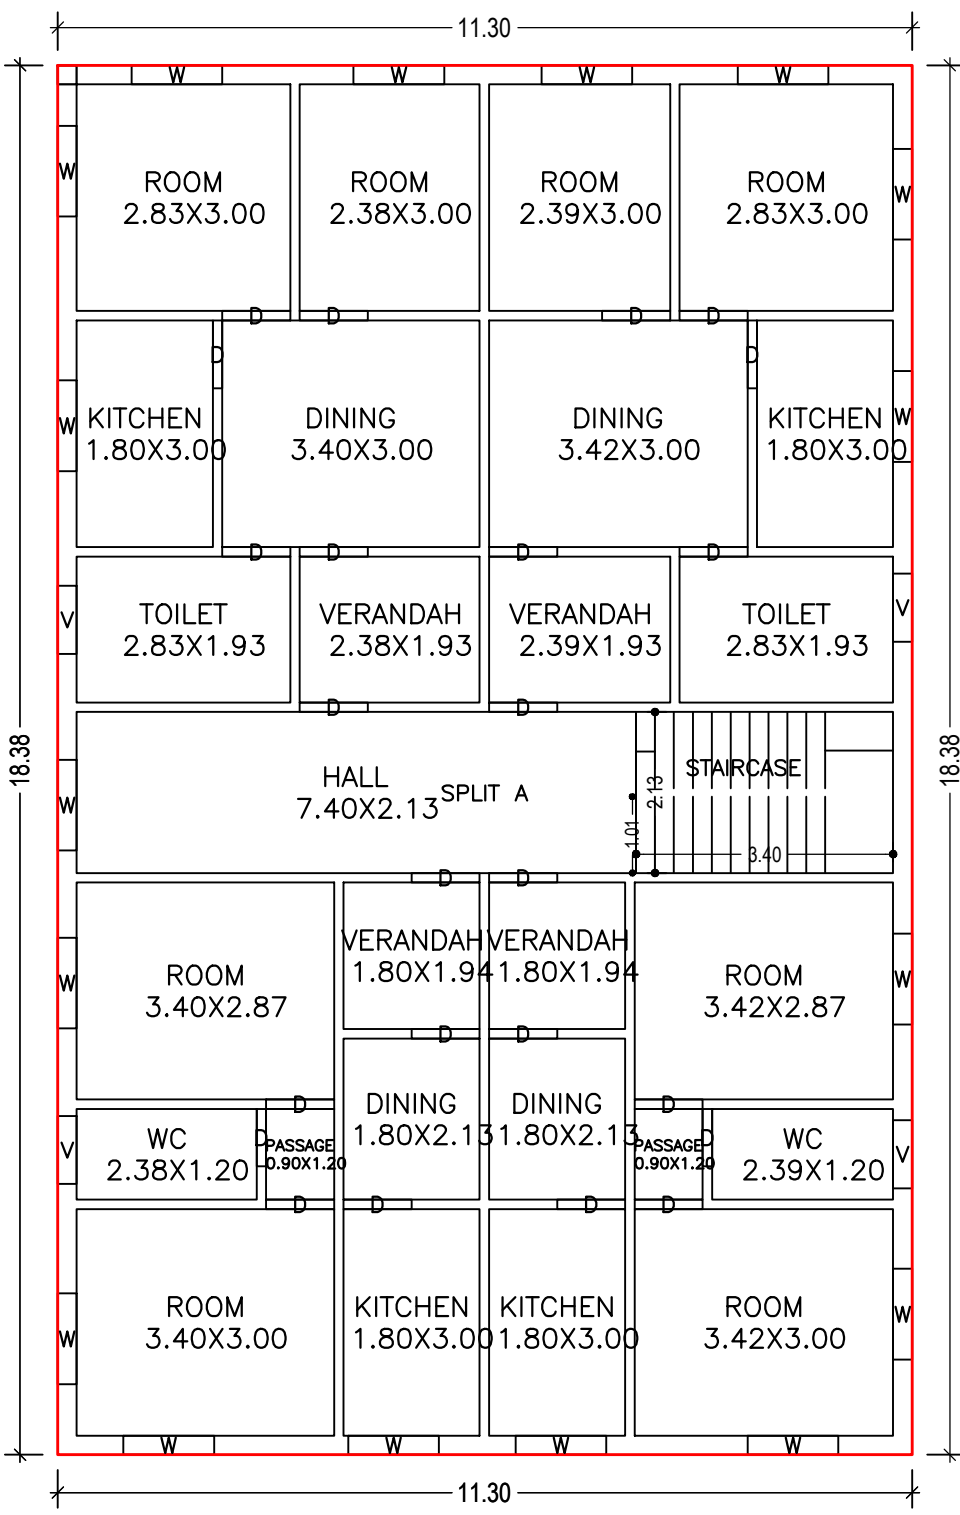 11.30
W
W
W
W
W
W
ROOM
2.83X3.00
ROOM
2.38X3.00
ROOM
2.39X3.00
ROOM
2.83X3.00
D
D
D
D
D
D
W
KITCHEN
1.80X3.00
DINING
3.40X3.00
DINING
3.42X3.00
KITCHEN
1.80X3.00
W
D
D
D
D
V
TOILET
2.83X1.93
VERANDAH
2.38X1.93
VERANDAH
2.39X1.93
TOILET
2.83X1.93
V
D
D
18.38
18.38
W
HALL
7.40X2.13
SPLIT A
STAIRCASE
2.13
1.01
3.40
D
D
W
ROOM
3.40X2.87
VERANDAH
1.80X1.94
VERANDAH
1.80X1.94
ROOM
3.42X2.87
W
D
D
D
DINING
1.80X2.13
DINING
1.80X2.13
D
V
WC
2.38X1.20
D
PASSAGE
0.90X1.20
PASSAGE
0.90X1.20
D
WC
2.39X1.20
V
D
D
D
D
W
ROOM
3.40X3.00
KITCHEN
1.80X3.00
KITCHEN
1.80X3.00
ROOM
3.42X3.00
W
W
W
W
W
11.30